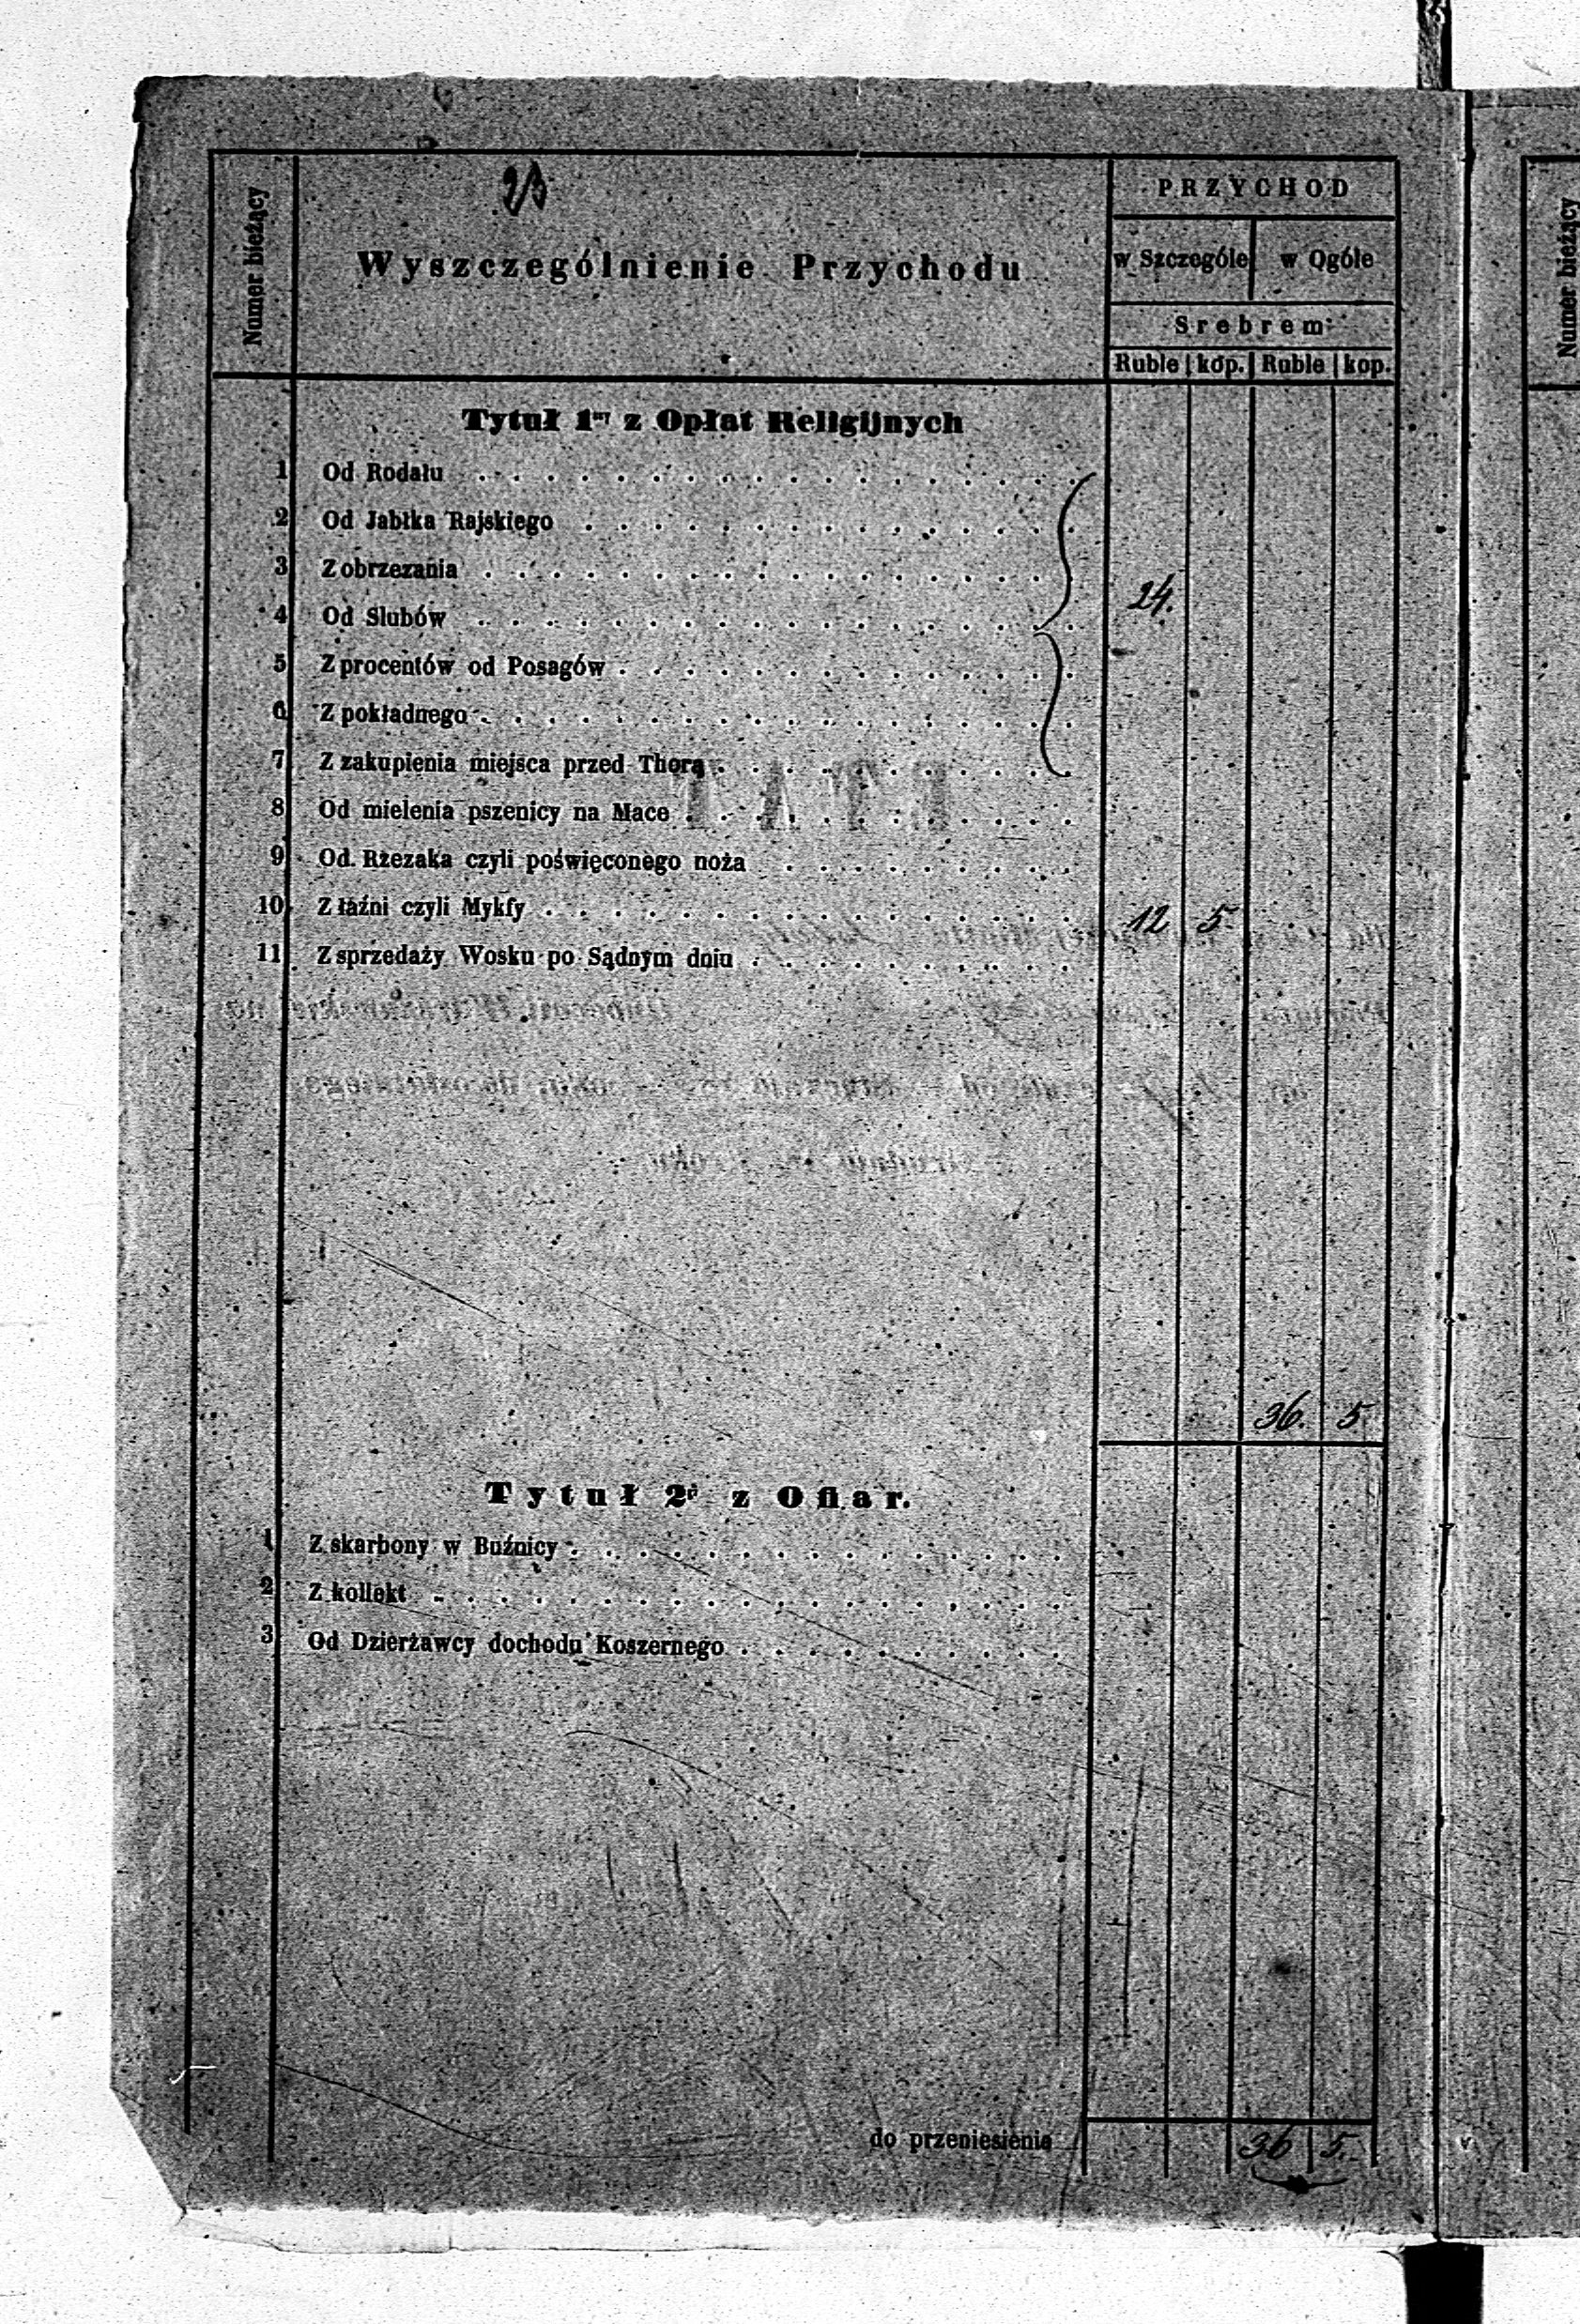 23
Numer bieżący
Wyszczególnienie Przychodu
PRZYCHOD
w Szczególe w Ogóle
Srebrem
Ruble kop. Ruble kop.
Tytuł 1szy z Opłat Religijnych
1 Od Rodału
2 Od Jabłka Rajskiego
3 Z obrzezania
24.
4 Od Slubów
5 Z procentów od Posagów
6 Z pokładnego
7 Z zakupienia miejsca przed Thorą
8 Od mielenia pszenicy na Mace
9 Od Rzezaka czyli poświęconego noża
10 Z łaźni czyli Mykfy 12 5
11 Z sprzedaży Wosku po Sądnym dniu
36. 5
Tytuł 2gi z Ofiar.
1 Z skarbony w Buźnicy
2 Z kollekt
3 Od Dzierżawcy dochodu Koszernego
do przeniesienia 36 5.
Numer bieżący